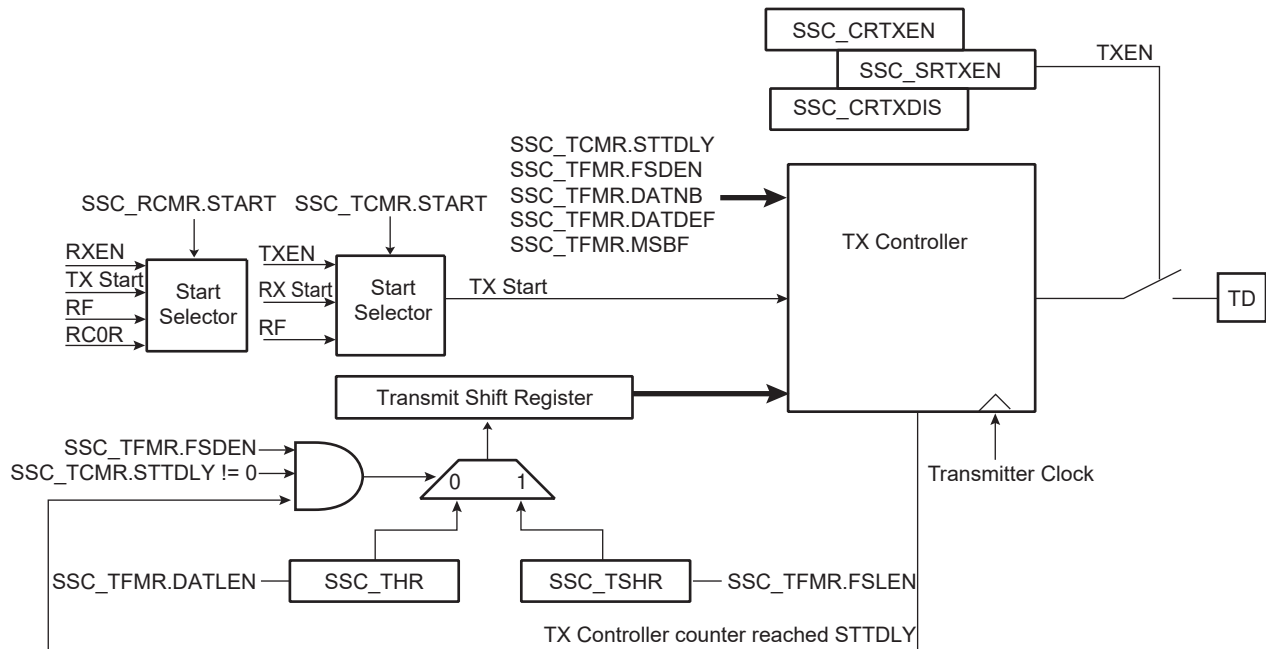 SSC_CRTXEN
SSC_SRTXEN
TXEN
SSC_CRTXDIS
SSC_TCMR.STTDLY
SSC_TFMR.FSDEN
SSC_TFMR.DATNB
SSC_TFMR.DATDEF
SSC_TFMR.MSBF
SSC_RCMR.START
SSC_TCMR.START
TX Controller
RXEN
TX Start
RF
RC0R
Start
Selector
TXEN
RX Start
RF
Start
Selector
TX Start
TD
Transmit Shift Register
SSC_TFMR.FSDEN
SSC_TCMR.STTDLY != 0
0 1
Transmitter Clock
SSC_TFMR.DATLEN
SSC_THR
SSC_TSHR
SSC_TFMR.FSLEN
TX Controller counter reached STTDLY